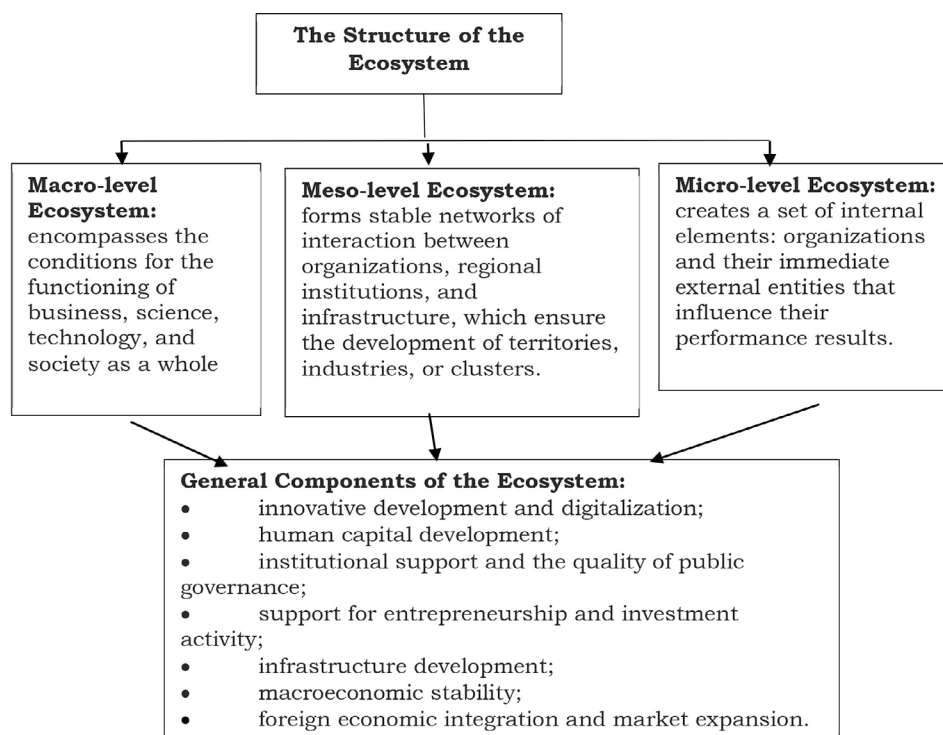 The Structure of the
Ecosystem
Macro-level
Ecosystem:
encompasses the
conditions for the
functioning of
business, science,
technology, and
society as a whole
Meso-level Ecosystem:
forms stable networks of
interaction between
organizations, regional
institutions, and
infrastructure, which ensure
the development of territories,
industries, or clusters.
Micro-level Ecosystem:
creates a set of internal
elements: organizations
and their immediate
external entities that
influence their
performance results.
General Components of the Ecosystem:
• innovative development and digitalization;
• human capital development;
• institutional support and the quality of public
governance;
• support for entrepreneurship and investment
activity;
• infrastructure development;
• macroeconomic stability;
• foreign economic integration and market expansion.